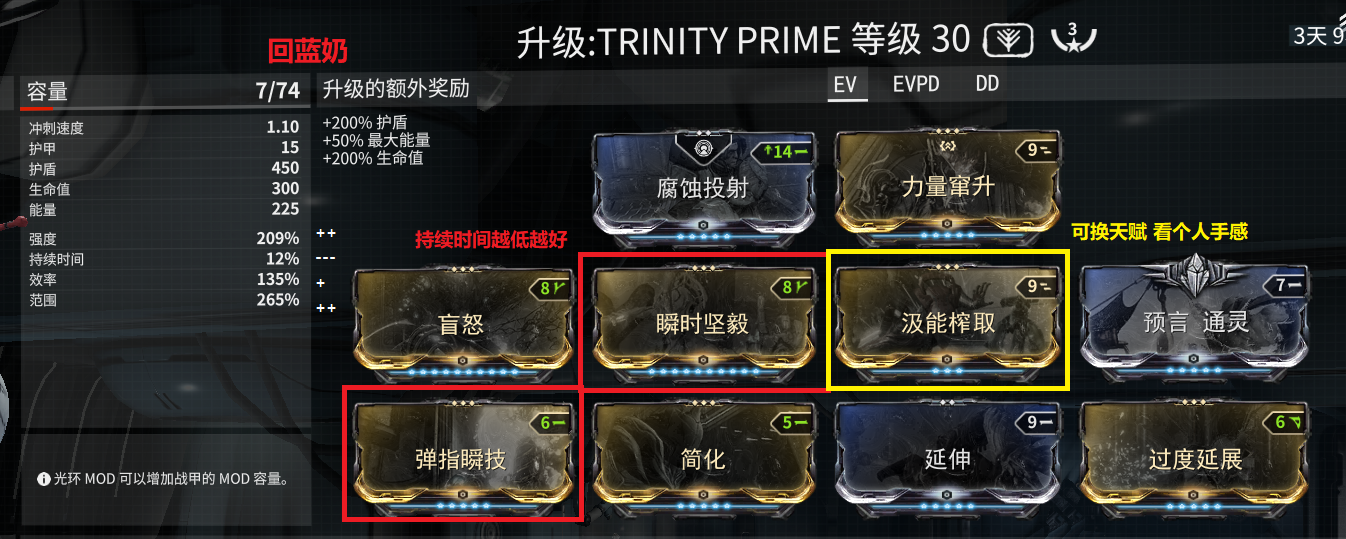 回蓝奶
升级:TRINITY PRIME 等级 30
3
3天 9
容量 7/74
升级的额外奖励
EV EVPD DD
冲刺速度 1.10
护甲 15
护盾 450
生命值 300
能量 225
强度 209% ++
持续时间 12% ---
效率 135% +
范围 265% ++
+200% 护盾
+50% 最大能量
+200% 生命值
14
腐蚀投射
9
力量窜升
持续时间越低越好
可换天赋 看个人手感
8
盲怒
8
瞬时坚毅
9
汲能榨取
7
预言 通灵
6
弹指瞬技
5
简化
9
延伸
6
过度延展
光环 MOD 可以增加战甲的 MOD 容量。